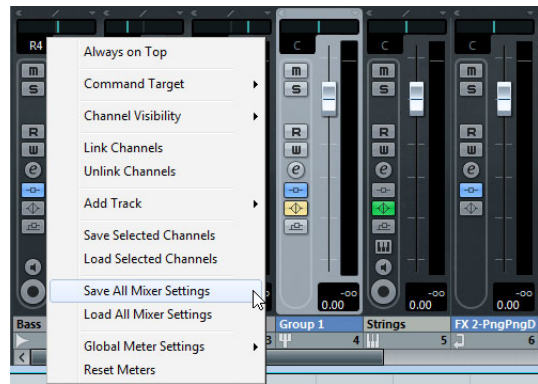 R4
C
C
C
m
m
m
m
S
S
S
S
R
R
R
R
W
W
W
W
e
e
e
e
Always on Top
Command Target
Channel Visibility
Link Channels
Unlink Channels
Add Track
Save Selected Channels
Load Selected Channels
Save All Mixer Settings
Load All Mixer Settings
Global Meter Settings
Reset Meters
-oo
0.00
-oo
0.00
-oo
0.00
Bass
Group 1
Strings
FX 2-PngPngD
3
4
5
6